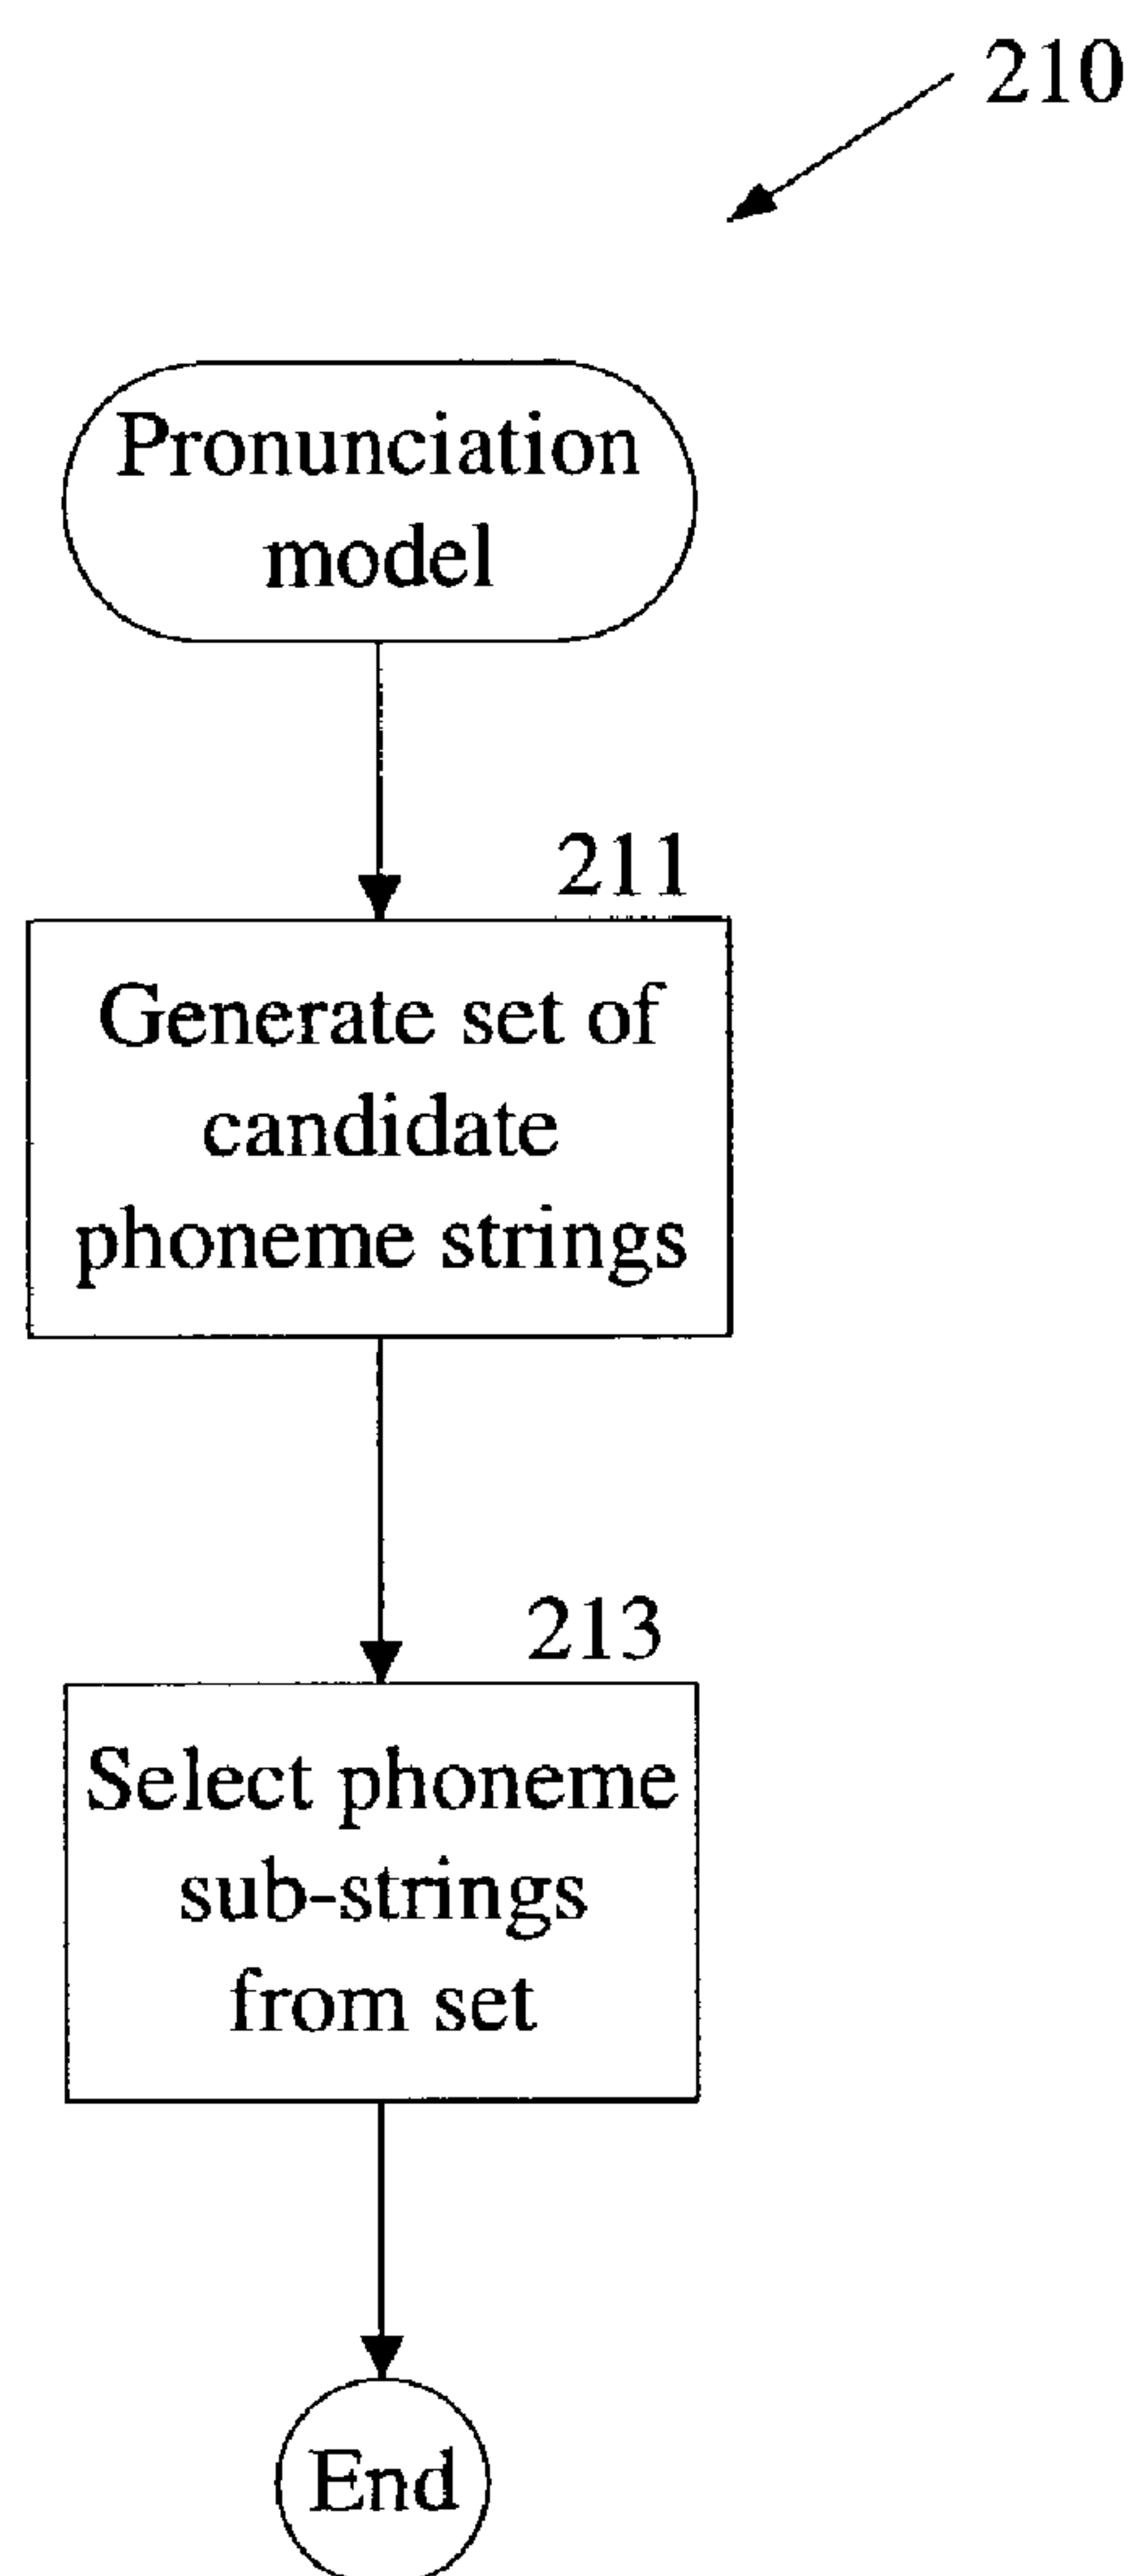 210
Pronunciation
model
211
Generate set of
candidate
phoneme strings
213
Select phoneme
sub-strings
from set
End